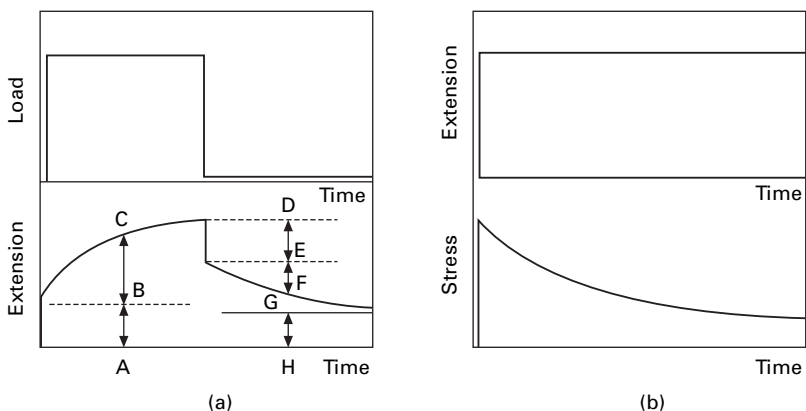 Load
Time
C
D
E
B
F
G
Extension
A
H
Time
(a)
Extension
Time
Stress
Time
(b)